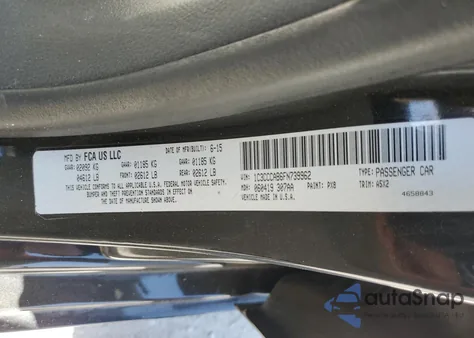 MFD BY FCA US LLC DATE OF MFR(BUILT): 6-15
GVWR: 02092 KG GAWR: 01185 KG GAWR: 01185 KG
04612 LB FRONT: 02612 LB REAR: 02612 LB
THIS VEHICLE CONFORMS TO ALL APPLICABLE U.S.A. FEDERAL MOTOR VEHICLE SAFETY,
BUMPER AND THEFT PREVENTION STANDARDS IN EFFECT
ON THE DATE OF MANUFACTURE SHOWN ABOVE.
VIN: 1C3CCCAB6FN739962 TYPE: PASSENGER CAR
MDH: 060419 307AA PAINT: PX8 TRIM: A5X2
VEHICLE MADE IN U.S.A. 4658843
autoSnap